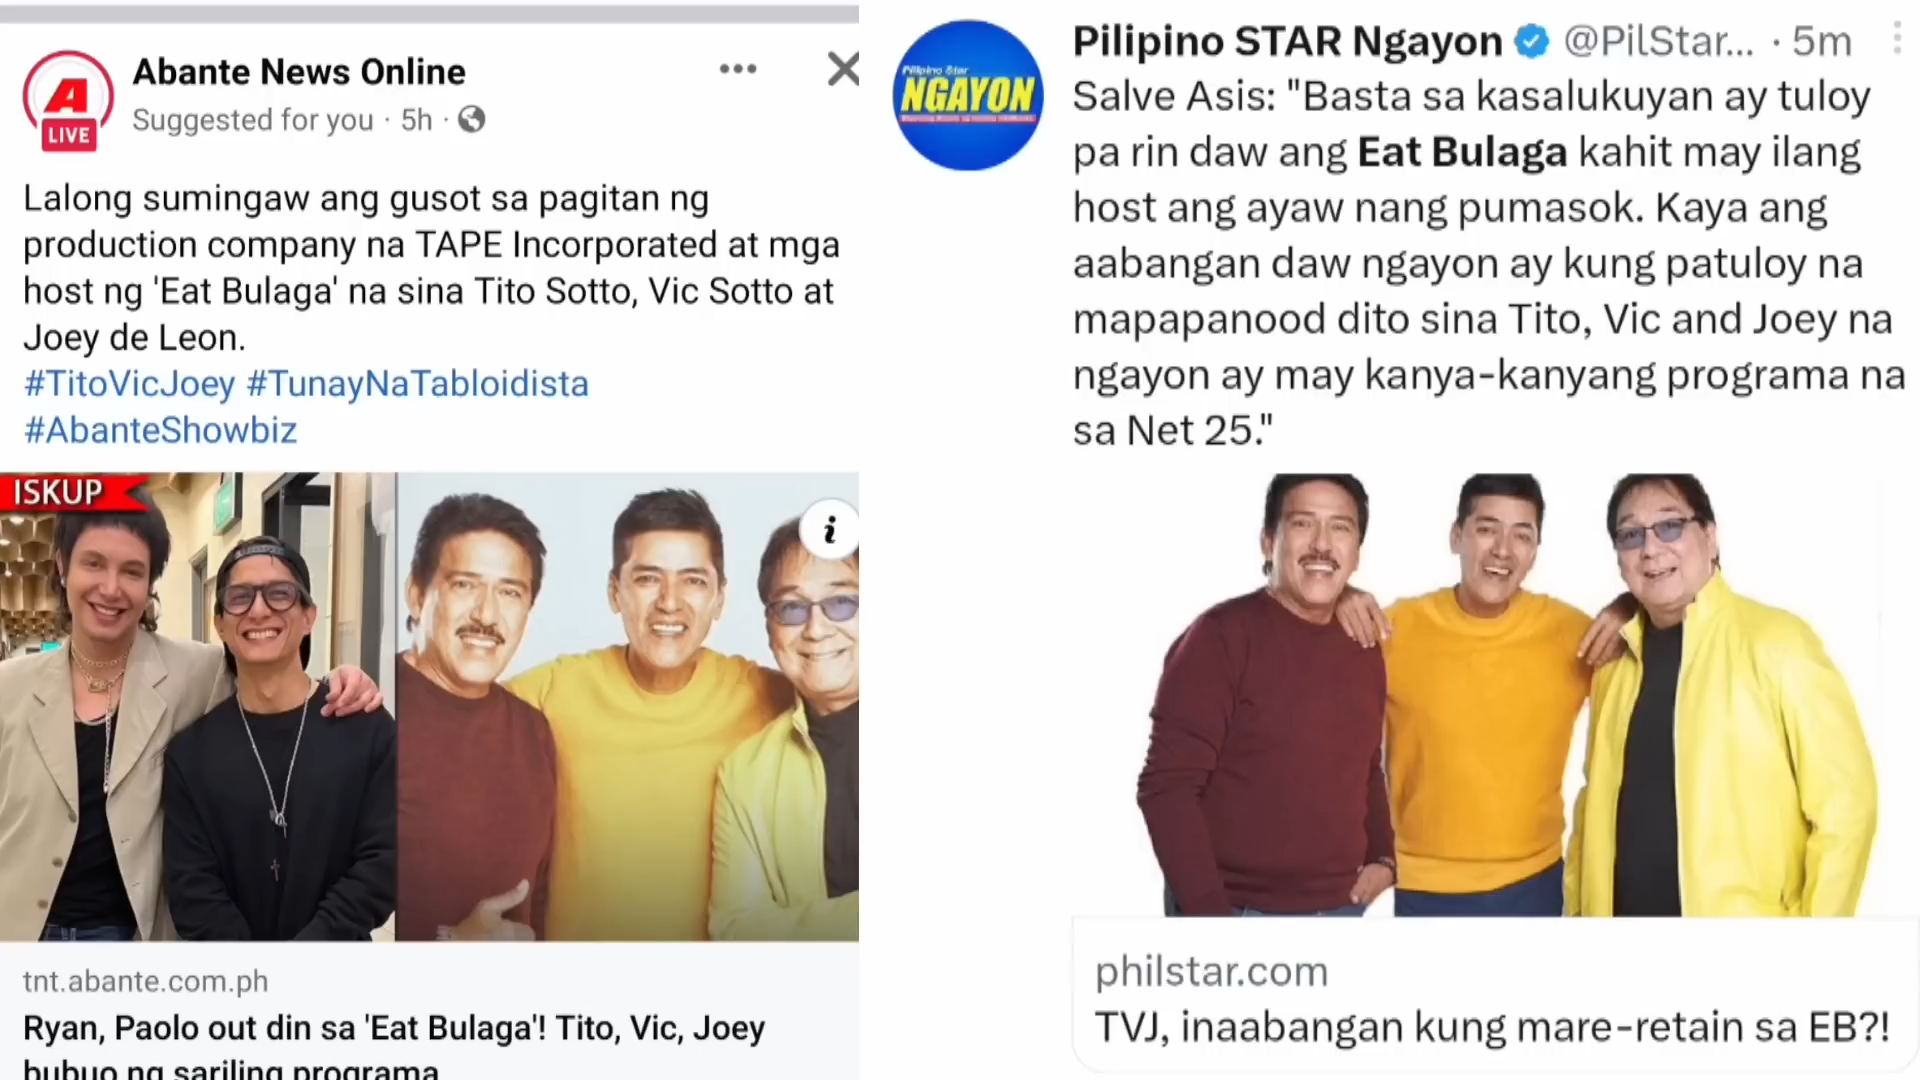 Abante News Online
Suggested for you · 5h ·
A
LIVE
Lalong sumingaw ang gusot sa pagitan ng
production company na TAPE Incorporated at mga
host ng 'Eat Bulaga' na sina Tito Sotto, Vic Sotto at
Joey de Leon.
#TitoVicJoey #TunayNaTabloidista
#AbanteShowbiz
ISKUP
i
tnt.abante.com.ph
Ryan, Paolo out din sa 'Eat Bulaga'! Tito, Vic, Joey
bubuo ng sariling programa
Pilipino Star
NGAYON
Pilipino STAR Ngayon @PilStar... · 5m
Salve Asis: "Basta sa kasalukuyan ay tuloy
pa rin daw ang Eat Bulaga kahit may ilang
host ang ayaw nang pumasok. Kaya ang
aabangan daw ngayon ay kung patuloy na
mapapanood dito sina Tito, Vic and Joey na
ngayon ay may kanya-kanyang programa na
sa Net 25."
philstar.com
TVJ, inaabangan kung mare-retain sa EB?!